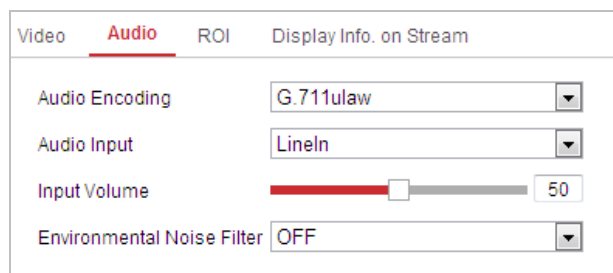 Video Audio ROI Display Info. on Stream
Audio Encoding G.711ulaw
Audio Input LineIn
Input Volume 50
Environmental Noise Filter OFF